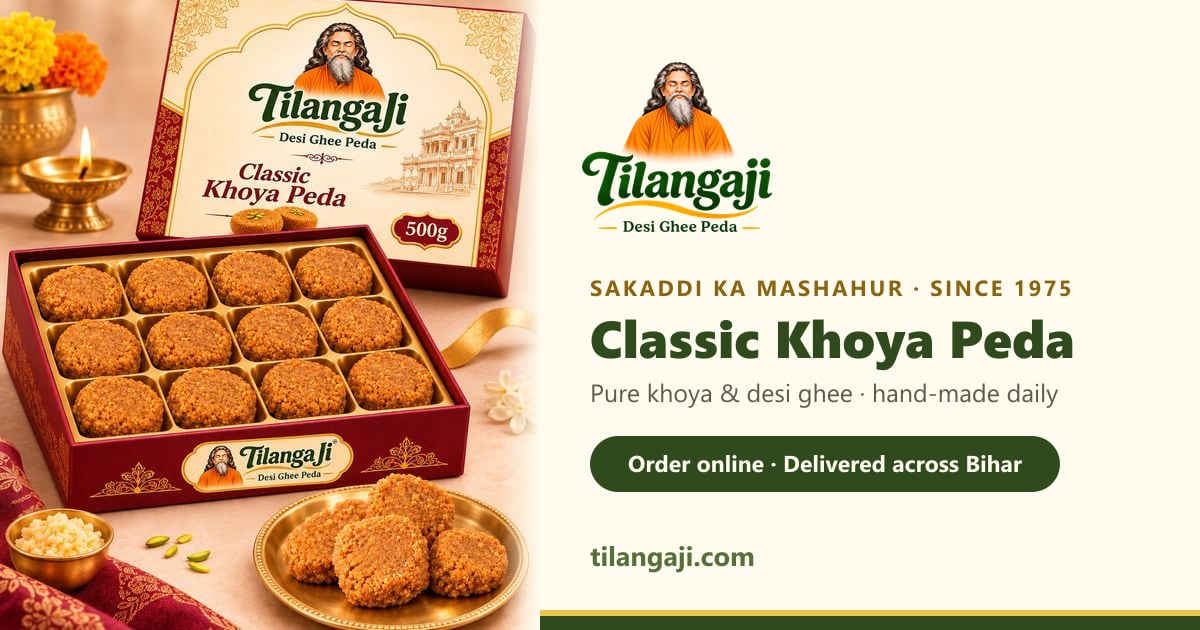 TilangaJi
Desi Ghee Peda
Classic
Khoya Peda
500g
TilangaJi®
Desi Ghee Peda
Tilangaji
Desi Ghee Peda
SAKADDI KA MASHAHUR · SINCE 1975
Classic Khoya Peda
Pure khoya & desi ghee · hand-made daily
Order online · Delivered across Bihar
tilangaji.com